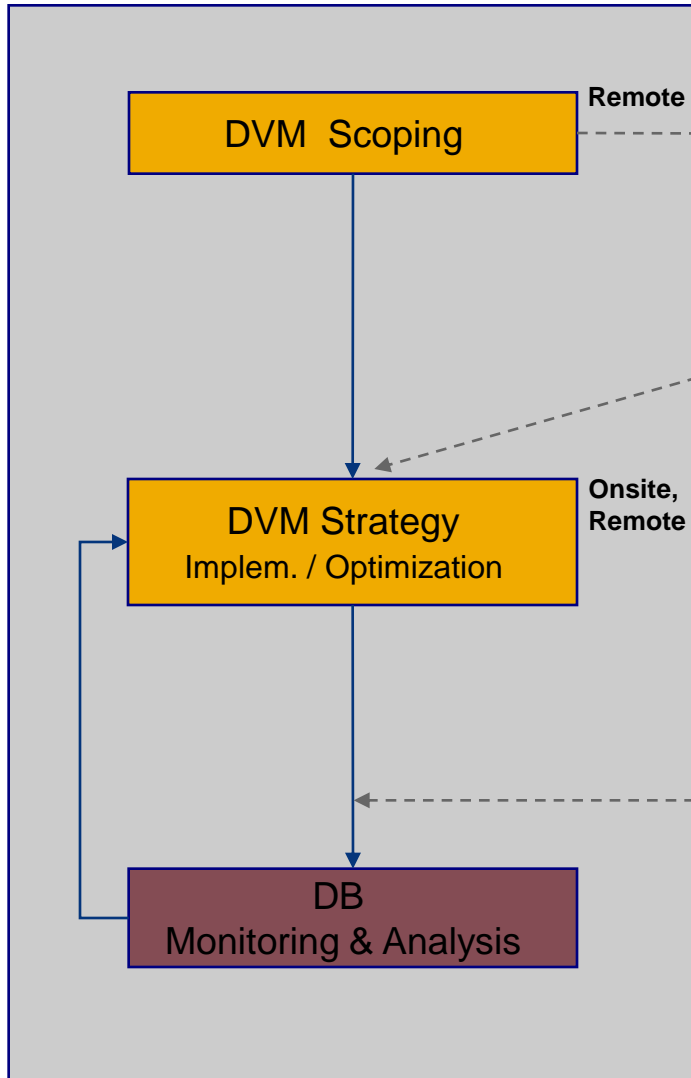 Remote
DVM Scoping
DVM Strategy
Implem. / Optimization
Onsite,
Remote
DB
Monitoring & Analysis